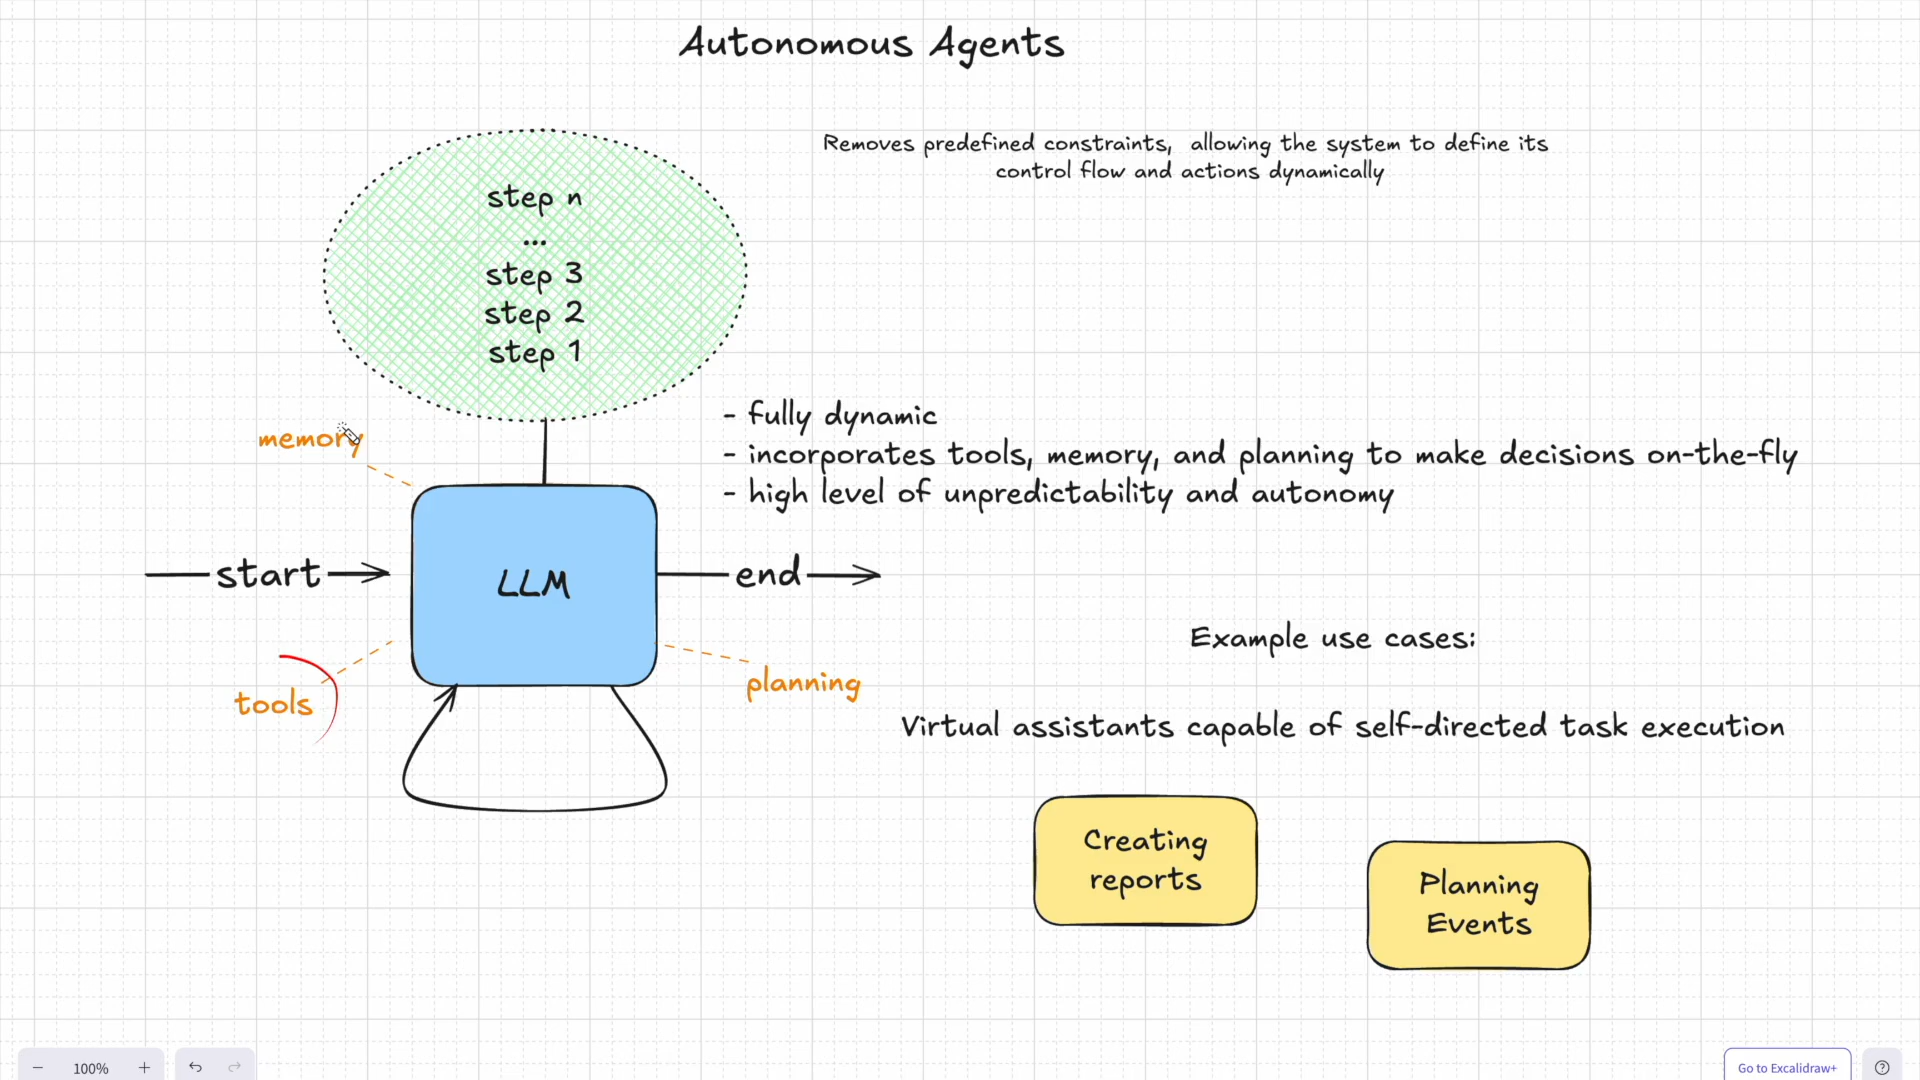 Autonomous Agents
Removes predefined constraints, allowing the system to define its
control flow and actions dynamically
step n
...
step 3
step 2
step 1
- fully dynamic
- incorporates tools, memory, and planning to make decisions on-the-fly
- high level of unpredictability and autonomy
memory
start
LLM
end
tools
planning
Example use cases:
Virtual assistants capable of self-directed task execution
Creating
reports
Planning
Events
100%
Go to Excalidraw+